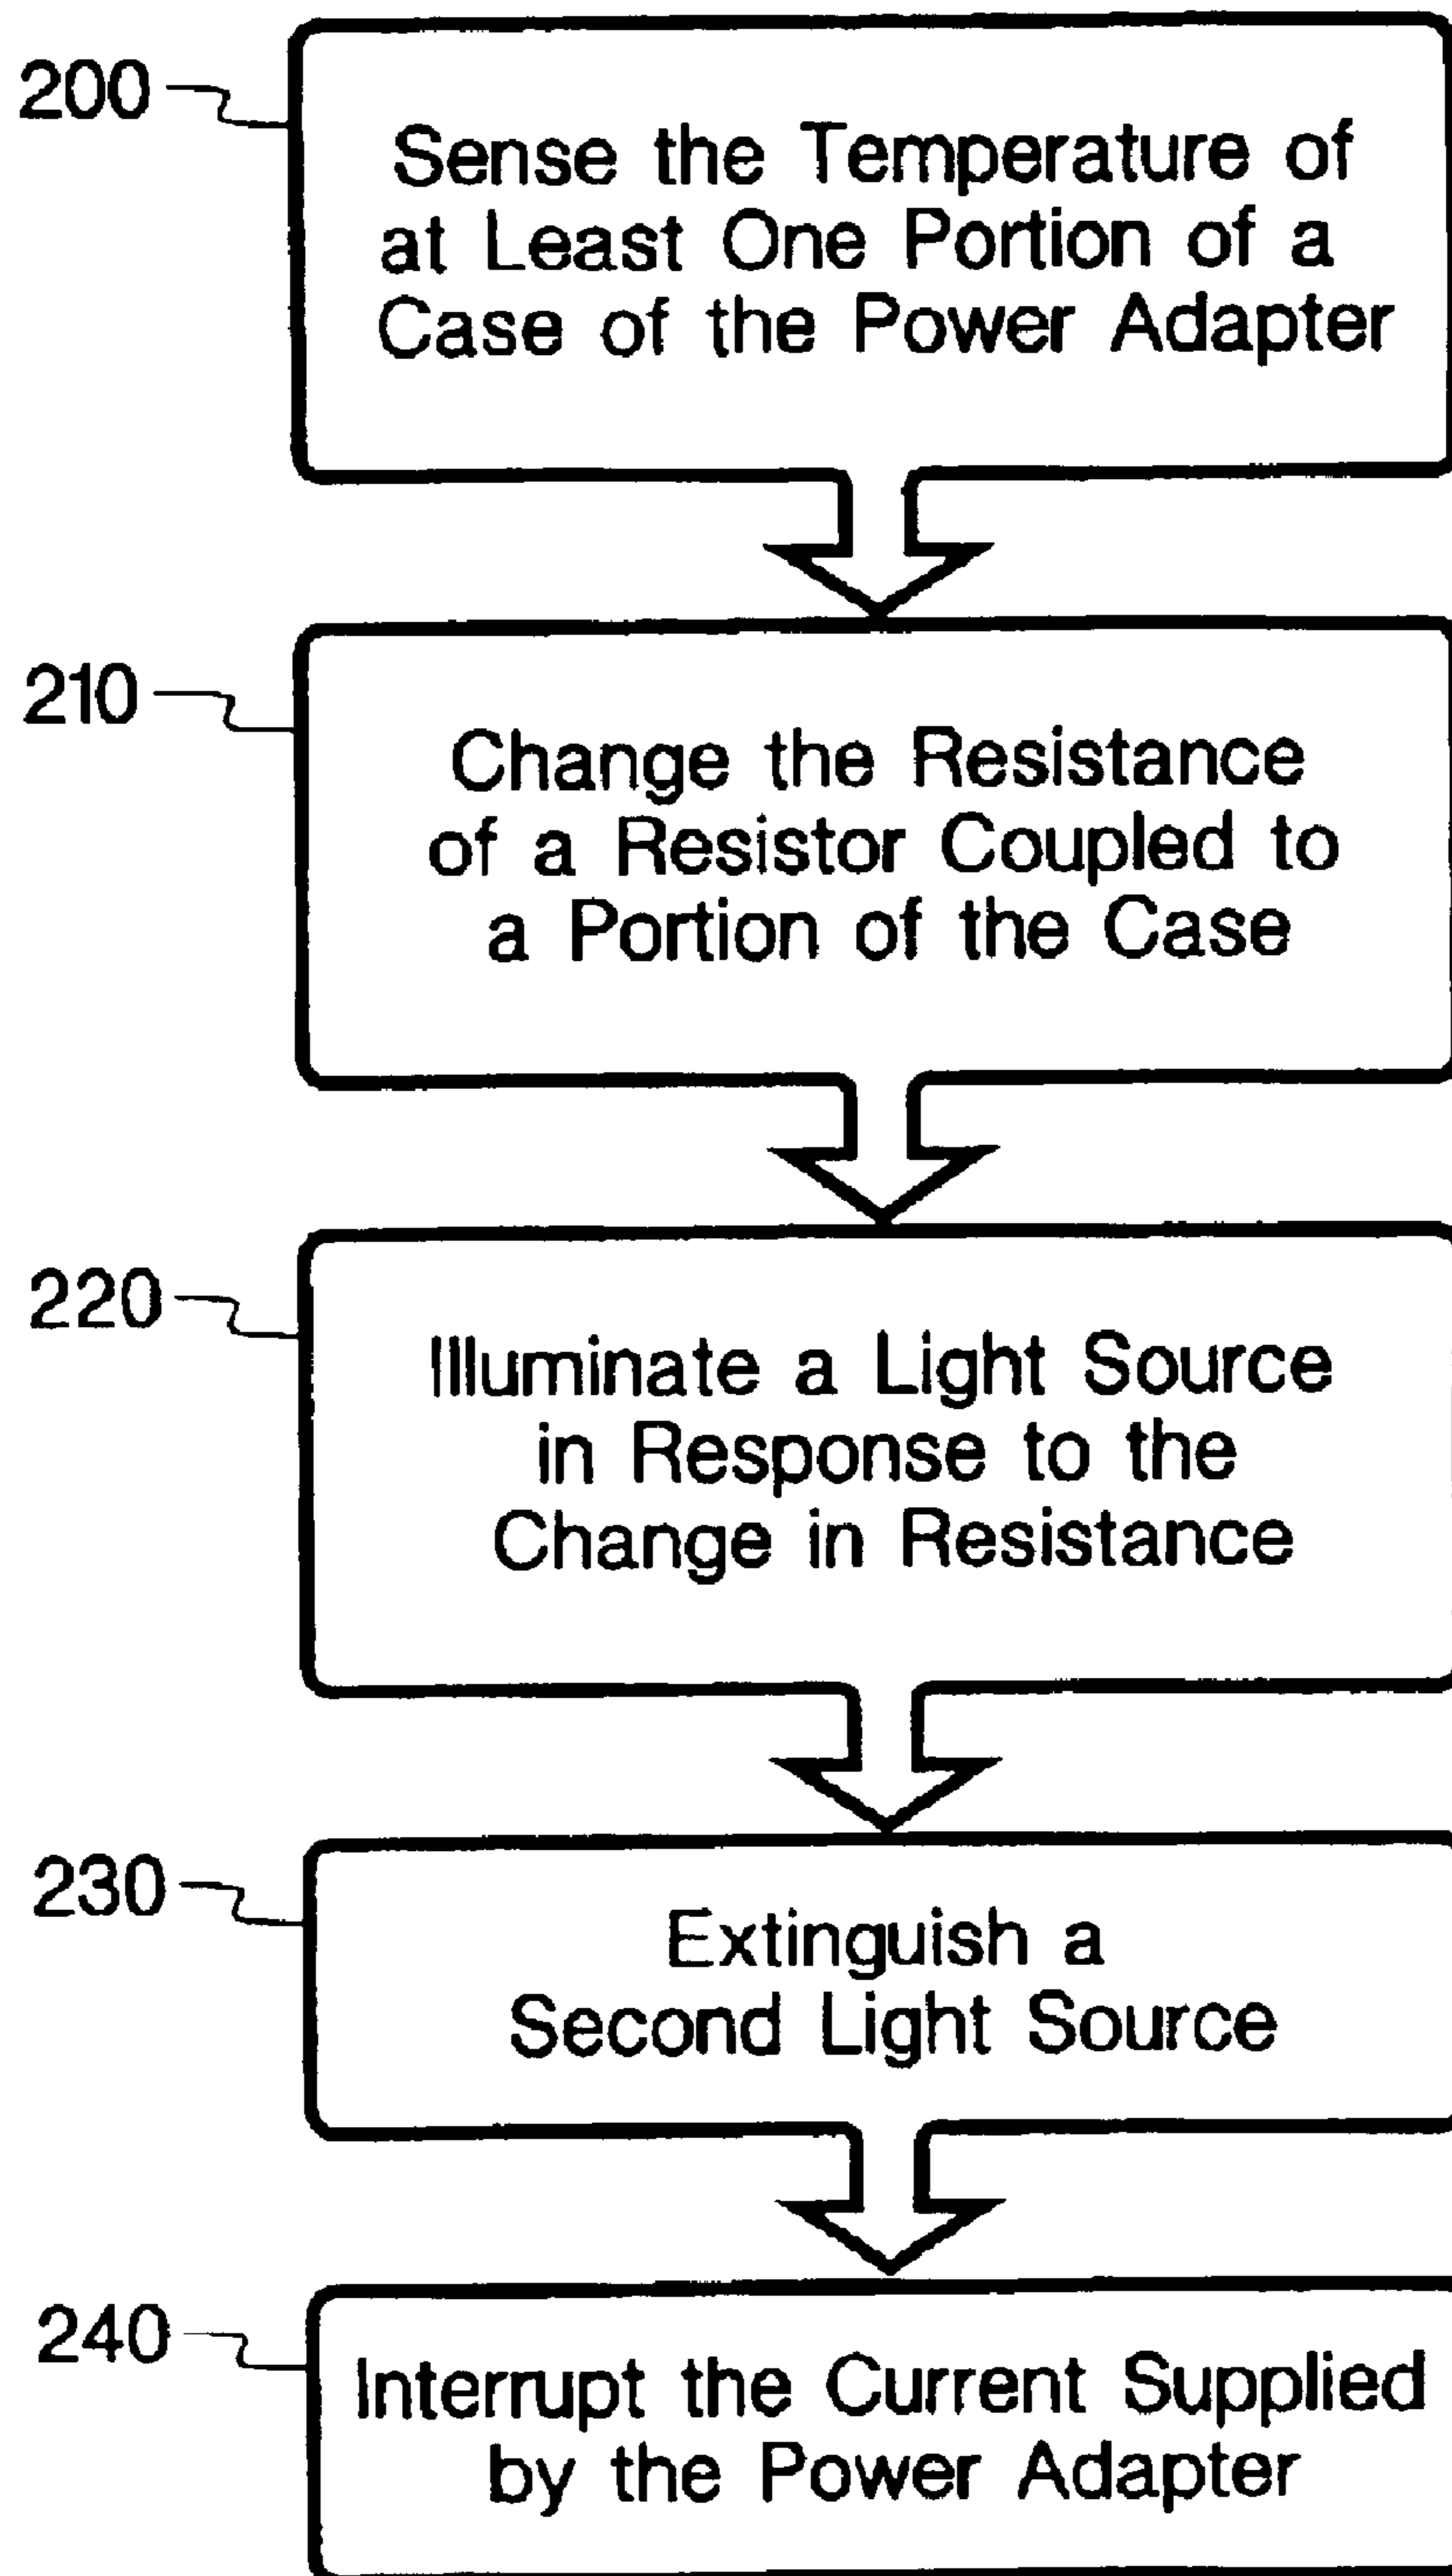 200
Sense the Temperature of
at Least One Portion of a
Case of the Power Adapter
210
Change the Resistance
of a Resistor Coupled to
a Portion of the Case
220
Illuminate a Light Source
in Response to the
Change in Resistance
230
Extinguish a
Second Light Source
240
Interrupt the Current Supplied
by the Power Adapter